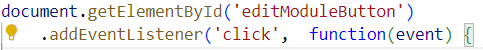 document.getElementById('editModuleButton')
.addEventListener('click',  function(event) {